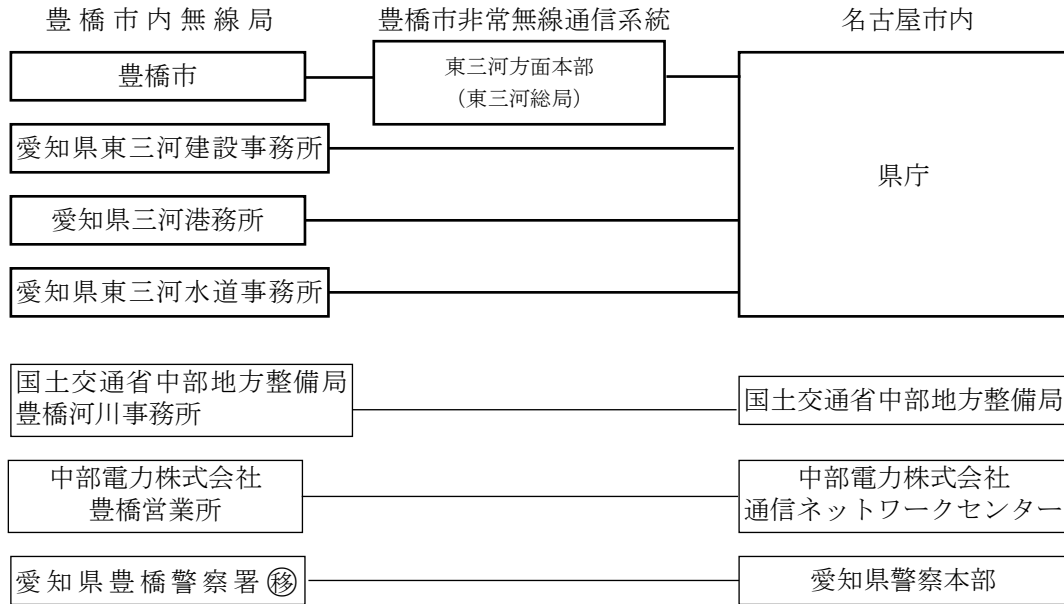 豊橋市内無線局 豊橋市非常無線通信系統 名古屋市内
豊橋市
東三河方面本部
（東三河総局）
愛知県東三河建設事務所
県庁
愛知県三河港務所
愛知県東三河水道事務所
国土交通省中部地方整備局
豊橋河川事務所
国土交通省中部地方整備局
中部電力株式会社
豊橋営業所
中部電力株式会社
通信ネットワークセンター
愛知県豊橋警察署㋑移
愛知県警察本部